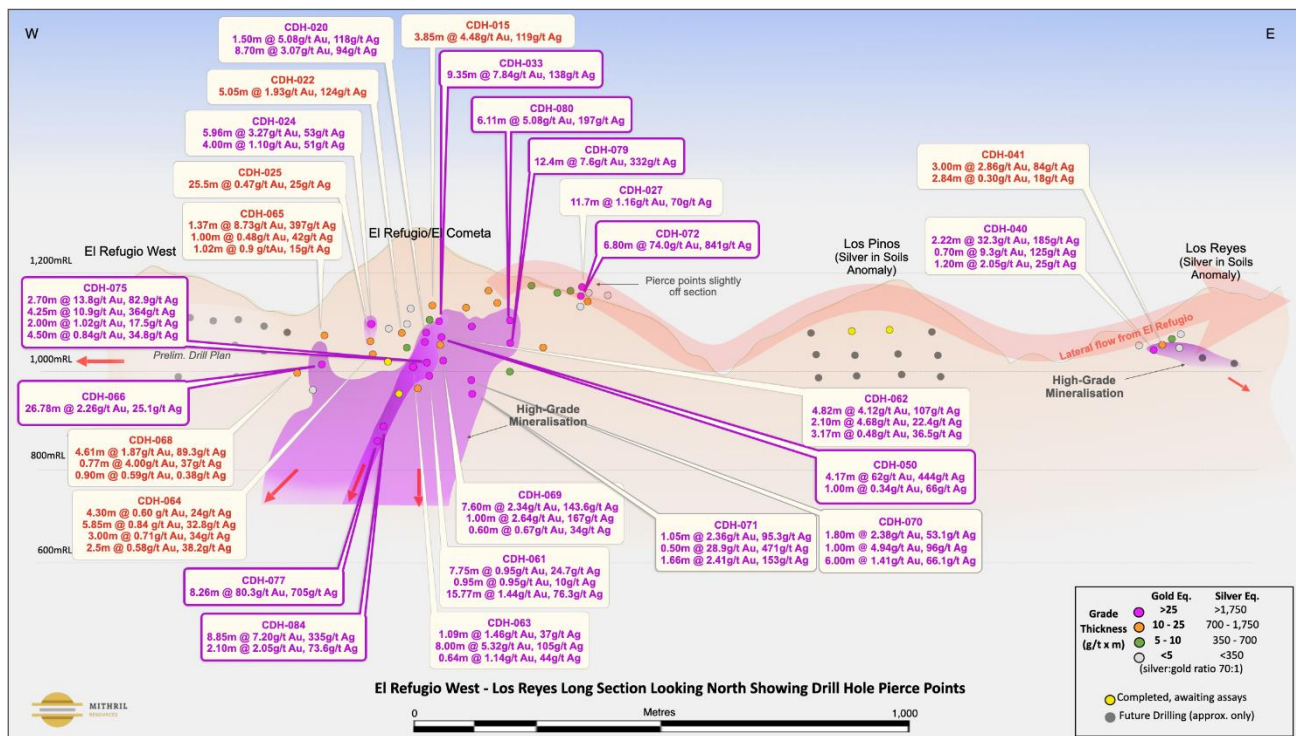 W
E
CDH-020
1.50m @ 5.08g/t Au, 118g/t Ag
8.70m @ 3.07g/t Au, 94g/t Ag
CDH-015
3.85m @ 4.48g/t Au, 119g/t Ag
CDH-022
5.05m @ 1.93g/t Au, 124g/t Ag
CDH-033
9.35m @ 7.84g/t Au, 138g/t Ag
CDH-024
5.96m @ 3.27g/t Au, 53g/t Ag
4.00m @ 1.10g/t Au, 51g/t Ag
CDH-080
6.11m @ 5.08g/t Au, 197g/t Ag
CDH-079
12.4m @ 7.6g/t Au, 332g/t Ag
CDH-025
25.5m @ 0.47g/t Au, 25g/t Ag
CDH-027
11.7m @ 1.16g/t Au, 70g/t Ag
CDH-041
3.00m @ 2.86g/t Au, 84g/t Ag
2.84m @ 0.30g/t Au, 18g/t Ag
CDH-065
1.37m @ 8.73g/t Au, 397g/t Ag
1.00m @ 0.48g/t Au, 42g/t Ag
1.02m @ 0.9 g/tAu, 15g/t Ag
CDH-072
6.80m @ 74.0g/t Au, 841g/t Ag
CDH-040
2.22m @ 32.3g/t Au, 185g/t Ag
0.70m @ 9.3g/t Au, 125g/t Ag
1.20m @ 2.05g/t Au, 25g/t Ag
El Refugio West
El Refugio/El Cometa
Los Pinos
(Silver in Soils
Anomaly)
Los Reyes
(Silver in Soils
Anomaly)
1,200mRL
Pierce points slightly
off section
CDH-075
2.70m @ 13.8g/t Au, 82.9g/t Ag
4.25m @ 10.9g/t Au, 364g/t Ag
2.00m @ 1.02g/t Au, 17.5g/t Ag
4.50m @ 0.84g/t Au, 34.8g/t Ag
Prelim. Drill Plan
Lateral flow from El Refugio
1,000mRL
High-Grade
Mineralisation
CDH-066
26.78m @ 2.26g/t Au, 25.1g/t Ag
High-Grade
Mineralisation
CDH-062
4.82m @ 4.12g/t Au, 107g/t Ag
2.10m @ 4.68g/t Au, 22.4g/t Ag
3.17m @ 0.48g/t Au, 36.5g/t Ag
CDH-068
4.61m @ 1.87g/t Au, 89.3g/t Ag
0.77m @ 4.00g/t Au, 37g/t Ag
0.90m @ 0.59g/t Au, 0.38g/t Ag
800mRL
CDH-050
4.17m @ 62g/t Au, 444g/t Ag
1.00m @ 0.34g/t Au, 66g/t Ag
CDH-064
4.30m @ 0.60 g/t Au, 24g/t Ag
5.85m @ 0.84 g/t Au, 32.8g/t Ag
3.00m @ 0.71g/t Au, 34g/t Ag
2.5m @ 0.58g/t Au, 38.2g/t Ag
CDH-069
7.60m @ 2.34g/t Au, 143.6g/t Ag
1.00m @ 2.64g/t Au, 167g/t Ag
0.60m @ 0.67g/t Au, 34g/t Ag
CDH-071
1.05m @ 2.36g/t Au, 95.3g/t Ag
0.50m @ 28.9g/t Au, 471g/t Ag
1.66m @ 2.41g/t Au, 153g/t Ag
CDH-070
1.80m @ 2.38g/t Au, 53.1g/t Ag
1.00m @ 4.94g/t Au, 96g/t Ag
6.00m @ 1.41g/t Au, 66.1g/t Ag
600mRL
CDH-061
7.75m @ 0.95g/t Au, 24.7g/t Ag
0.95m @ 0.95g/t Au, 10g/t Ag
15.77m @ 1.44g/t Au, 76.3g/t Ag
CDH-077
8.26m @ 80.3g/t Au, 705g/t Ag
CDH-084
8.85m @ 7.20g/t Au, 335g/t Ag
2.10m @ 2.05g/t Au, 73.6g/t Ag
CDH-063
1.09m @ 1.46g/t Au, 37g/t Ag
8.00m @ 5.32g/t Au, 105g/t Ag
0.64m @ 1.14g/t Au, 44g/t Ag
Gold Eq. Silver Eq.
Grade Thickness (g/t x m)
>25 >1,750
10 - 25 700 - 1,750
5 - 10 350 - 700
<5 <350
(silver:gold ratio 70:1)
Completed, awaiting assays
Future Drilling (approx. only)
El Refugio West - Los Reyes Long Section Looking North Showing Drill Hole Pierce Points
0 Metres 1,000
MITHRIL
RESOURCES